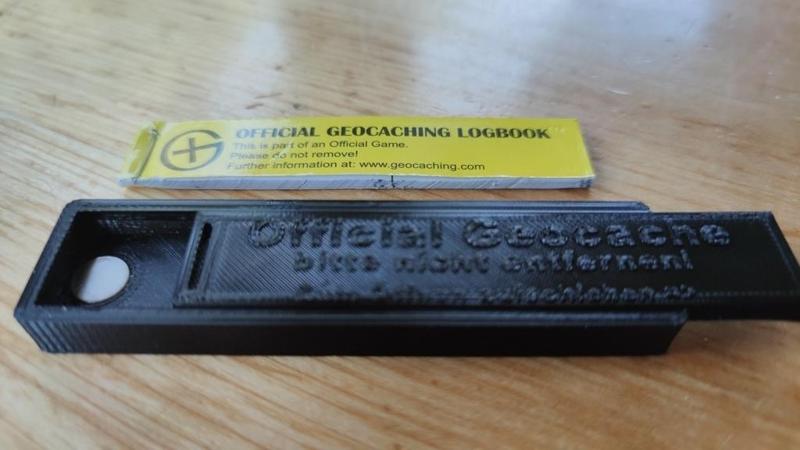 OFFICIAL GEOCACHING LOGBOOK
This is part of an Official Game.
Please do not remove!
Further information at: www.geocaching.com
Official Geocache
bitte nicht entfernen!